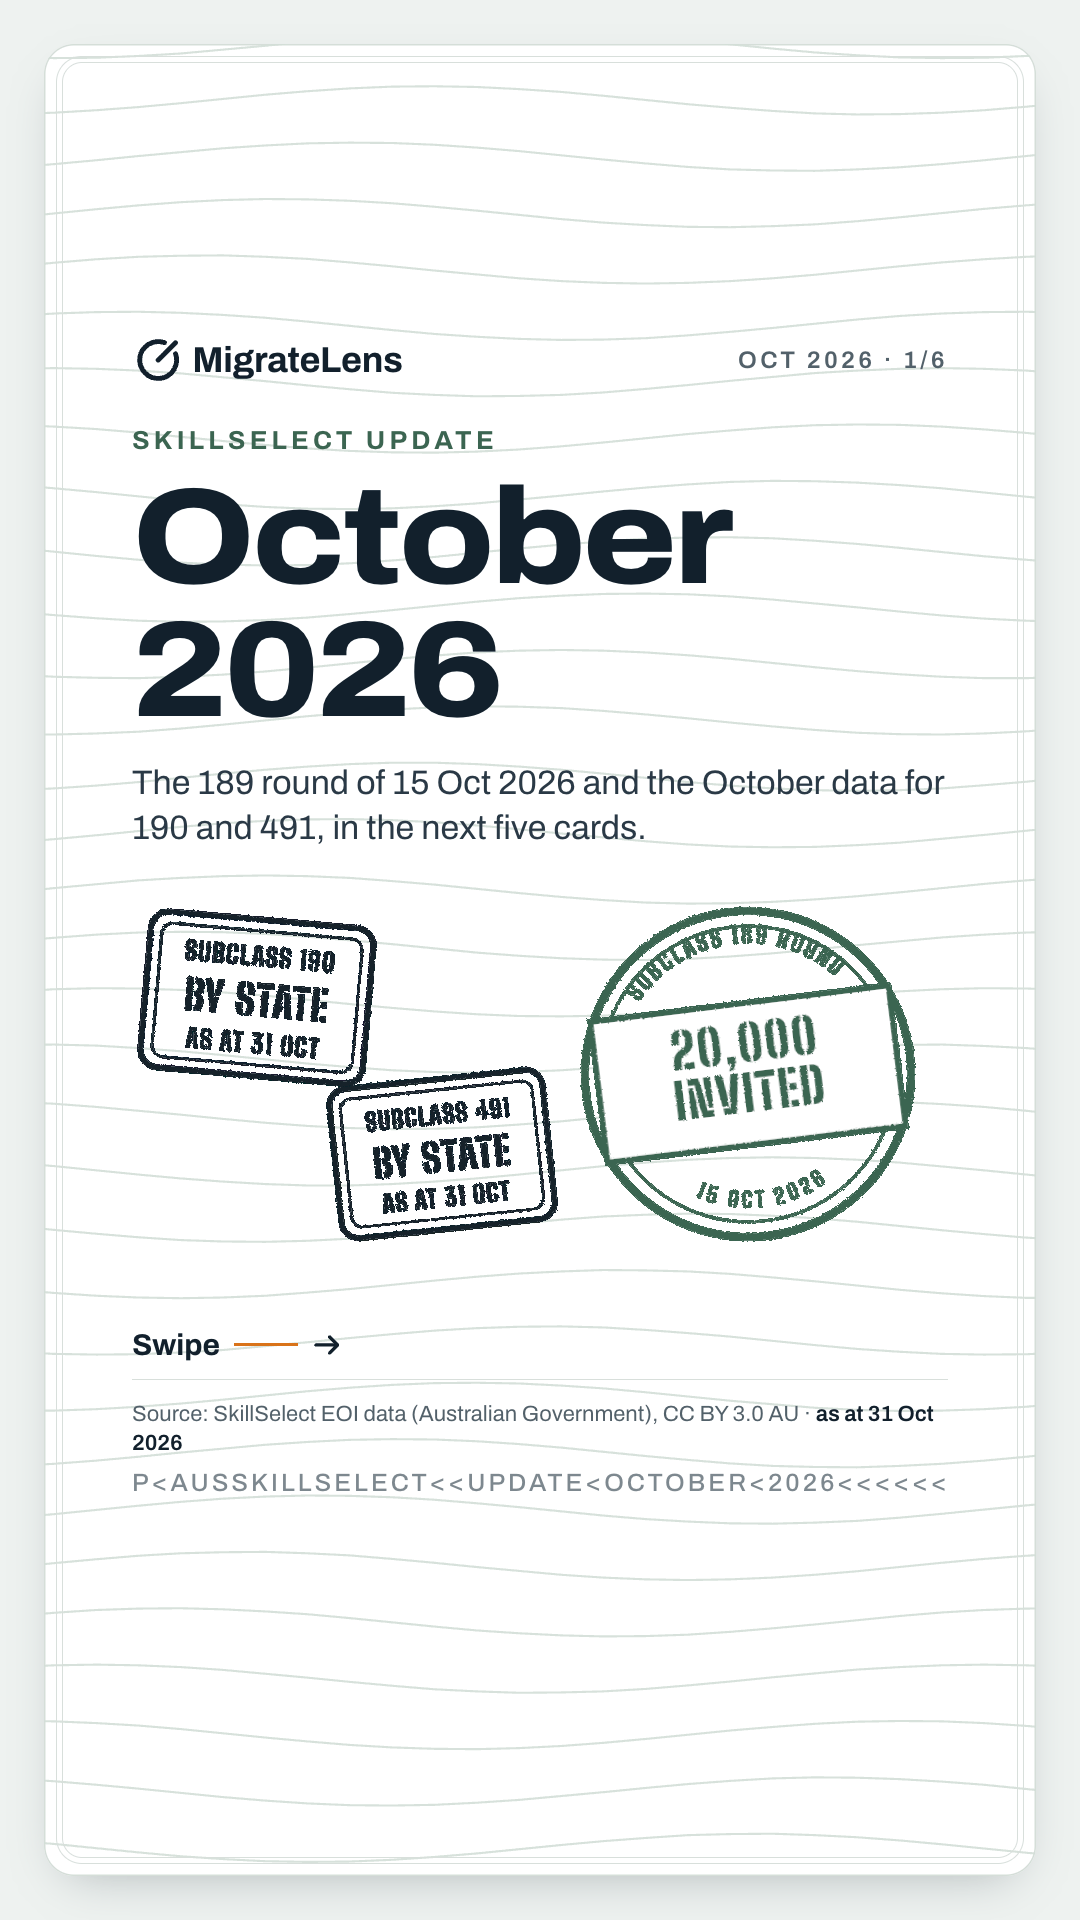 MigrateLens
OCT 2026 · 1/6
SKILLSELECT UPDATE
October
2026
The 189 round of 15 Oct 2026 and the October data for
190 and 491, in the next five cards.
SUBCLASS 190
BY STATE
AS AT 31 OCT
SUBCLASS 491
BY STATE
AS AT 31 OCT
SUBCLASS 189 ROUND
20,000
INVITED
15 OCT 2026
Swipe →
Source: SkillSelect EOI data (Australian Government), CC BY 3.0 AU · as at 31 Oct
2026
P<AUSSKILLSELECT<<UPDATE<OCTOBER<2026<<<<<<